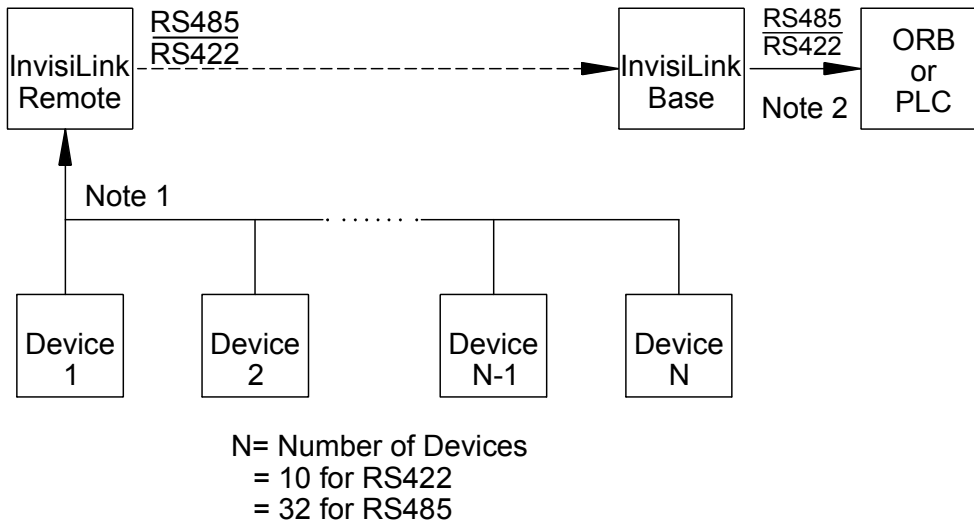 InvisiLink
Remote
RS485
RS422
InvisiLink
Base
RS485
RS422
Note 2
ORB
or
PLC
Note 1
Device
1
Device
2
Device
N-1
Device
N
N= Number of Devices
= 10 for RS422
= 32 for RS485